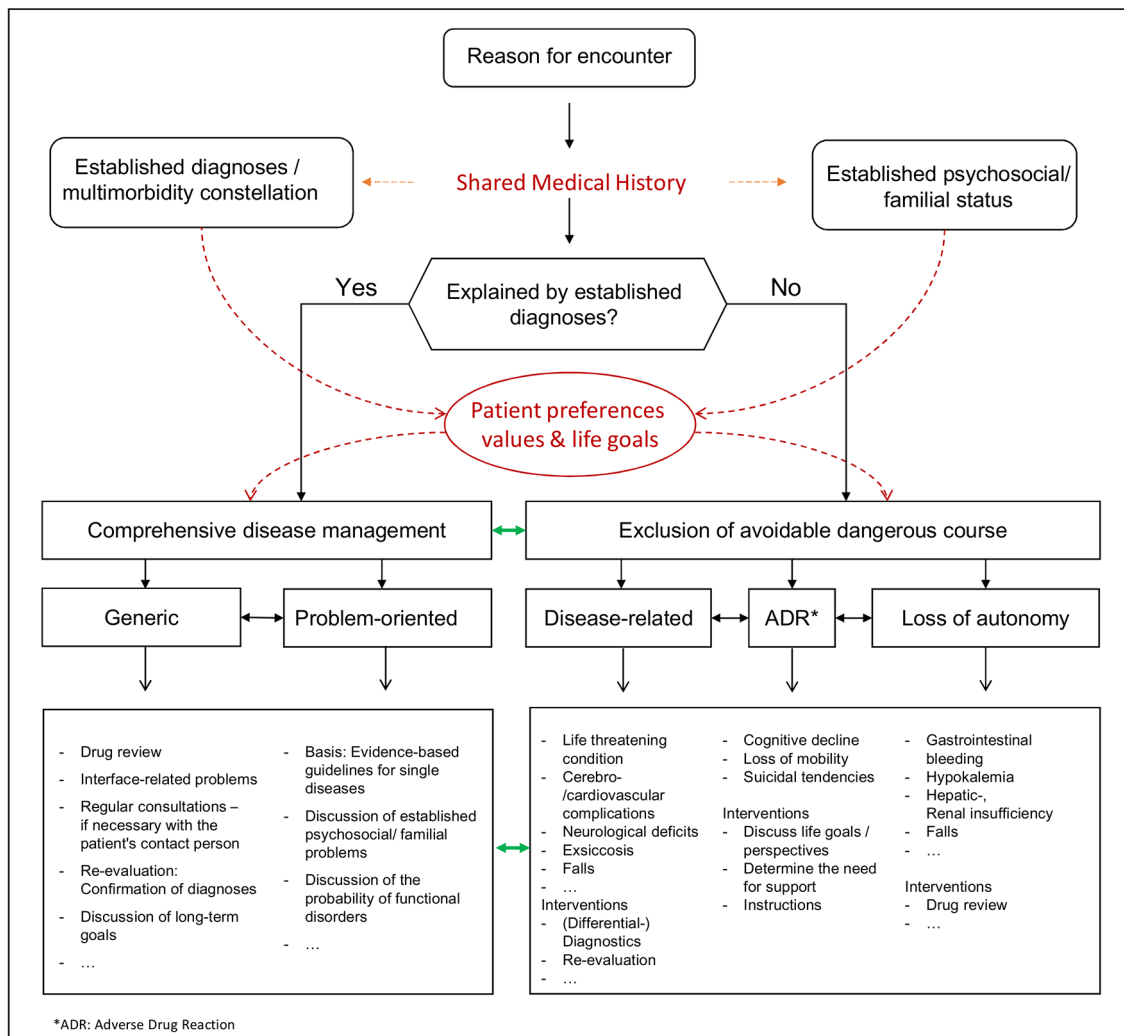 Reason for encounter
Established diagnoses /
multimorbidity constellation
Shared Medical History
Established psychosocial/
familial status
Yes
Explained by established
diagnoses?
No
Patient preferences
values & life goals
Comprehensive disease management
Exclusion of avoidable dangerous course
Generic
Problem-oriented
Disease-related
ADR*
Loss of autonomy
- Drug review
- Interface-related problems
- Regular consultations –
if necessary with the
patient's contact person
- Re-evaluation:
Confirmation of diagnoses
- Discussion of long-term
goals
- …
- Basis: Evidence-based
guidelines for single
diseases
- Discussion of established
psychosocial/ familial
problems
- Discussion of the
probability of functional
disorders
- …
- Life threatening
condition
- Cerebro-
/cardiovascular
complications
- Neurological deficits
- Exsiccosis
- Falls
- …
Interventions
- (Differential-)
Diagnostics
- Re-evaluation
- …
- Cognitive decline
- Loss of mobility
- Suicidal tendencies
Interventions
- Discuss life goals /
perspectives
- Determine the need
for support
- Instructions
- Gastrointestinal
bleeding
- Hypokalemia
- Hepatic-,
Renal insufficiency
- Falls
- …
Interventions
- Drug review
- …
*ADR: Adverse Drug Reaction